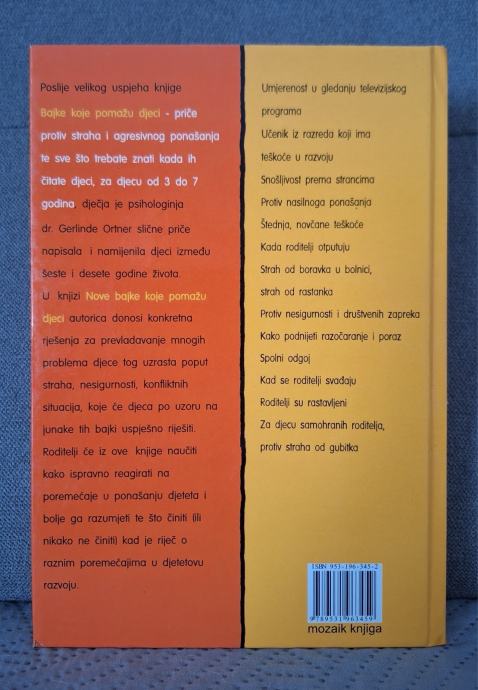 Poslije velikog uspjeha knjige
Bajke koje pomažu djeci - priče
protiv straha i agresivnog ponašanja
te sve što trebate znati kada ih
čitate djeci, za djecu od 3 do 7
godina, dječja je psihologinja
dr. Gerlinde Ortner slične priče
napisala i namijenila djeci između
šeste i desete godine života.
U knjizi Nove bajke koje pomažu
djeci autorica donosi konkretna
rješenja za prevladavanje mnogih
problema djece tog uzrasta poput
straha, nesigurnosti, konfliktnih
situacija, koje će djeca po uzoru na
junake tih bajki uspješno riješiti.
Roditelji će iz ove knjige naučiti
kako ispravno reagirati na
poremećaje u ponašanju djeteta i
bolje ga razumjeti te što činiti (ili
nikako ne činiti) kad je riječ o
raznim poremećajima u djetetovu
razvoju.
Umjerenost u gledanju televizijskog
programa
Učenik iz razreda koji ima
teškoće u razvoju
Snošljivost prema strancima
Protiv nasilnoga ponašanja
Štednja, novčane teškoće
Kada roditelji otputuju
Strah od boravka u bolnici,
strah od rastanka
Protiv nesigurnosti i društvenih zapreka
Kako podnijeti razočaranje i poraz
Spolni odgoj
Kad se roditelji svađaju
Roditelji su rastavljeni
Za djecu samohranih roditelja,
protiv straha od gubitka
ISBN 953-196-345-2
9 789531 963459
mozaik knjiga